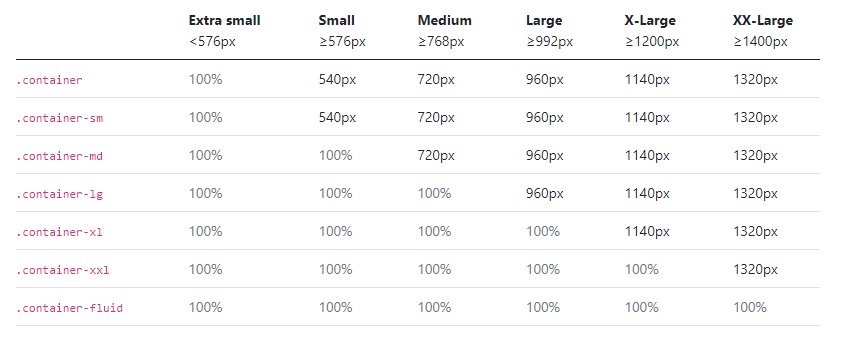 Extra small Small Medium Large X-Large XX-Large
<576px ≥576px ≥768px ≥992px ≥1200px ≥1400px
.container 100% 540px 720px 960px 1140px 1320px
.container-sm 100% 540px 720px 960px 1140px 1320px
.container-md 100% 100% 720px 960px 1140px 1320px
.container-lg 100% 100% 100% 960px 1140px 1320px
.container-xl 100% 100% 100% 100% 1140px 1320px
.container-xxl 100% 100% 100% 100% 100% 1320px
.container-fluid 100% 100% 100% 100% 100% 100%